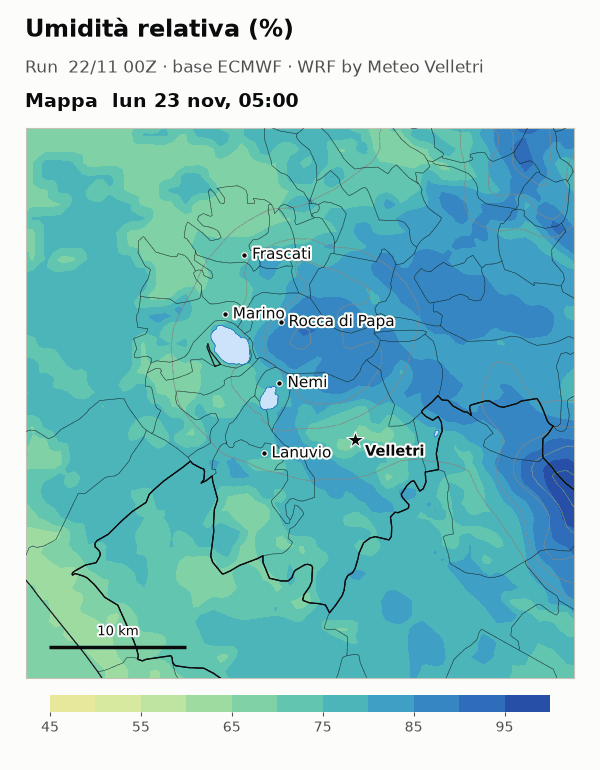 Umidità relativa (%)
Run  22/11 00Z · base ECMWF · WRF by Meteo Velletri
Mappa  lun 23 nov, 05:00
Frascati
Marino
Rocca di Papa
Nemi
Velletri
Lanuvio
10 km
45 55 65 75 85 95